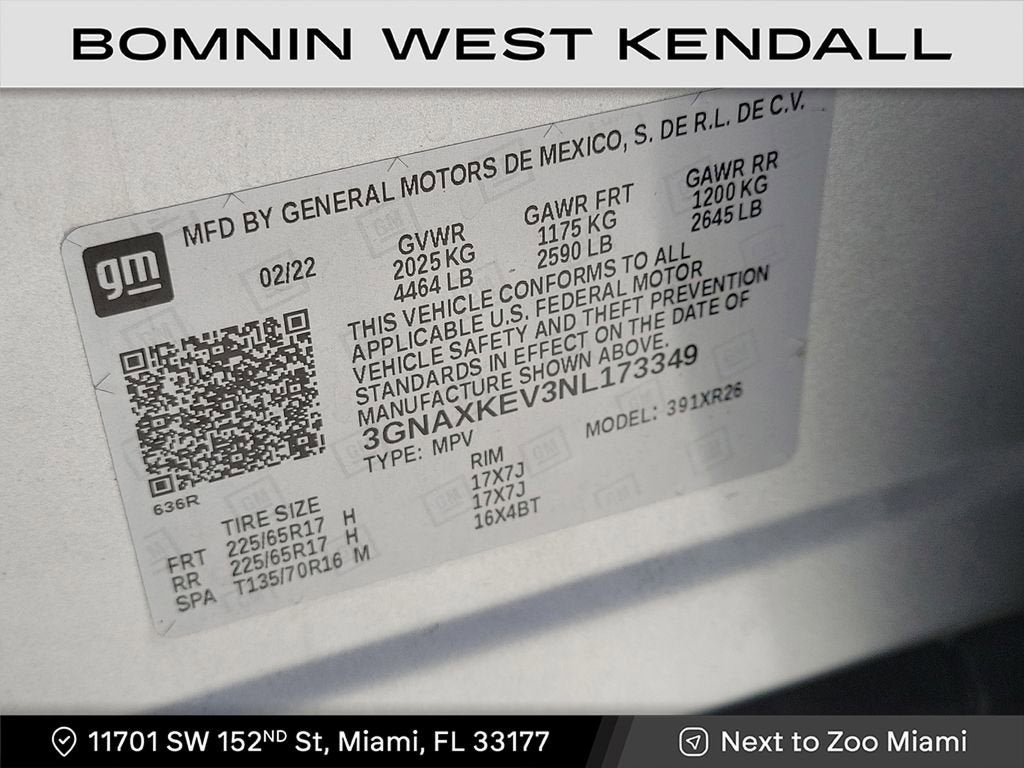 BOMNIN WEST KENDALL
MFD BY GENERAL MOTORS DE MEXICO, S. DE R.L. DE C.V.
gm
02/22
GVWR GAWR FRT GAWR RR
2025 KG 1175 KG 1200 KG
4464 LB 2590 LB 2645 LB
THIS VEHICLE CONFORMS TO ALL
APPLICABLE U.S. FEDERAL MOTOR
VEHICLE SAFETY AND THEFT PREVENTION
STANDARDS IN EFFECT ON THE DATE OF
MANUFACTURE SHOWN ABOVE.
3GNAXKEV3NL173349
TYPE: MPV MODEL: 391XR26
636R
TIRE SIZE RIM
FRT 225/65R17 H 17X7J
RR 225/65R17 H 17X7J
SPA T135/70R16 M 16X4BT
11701 SW 152ND St, Miami, FL 33177
Next to Zoo Miami